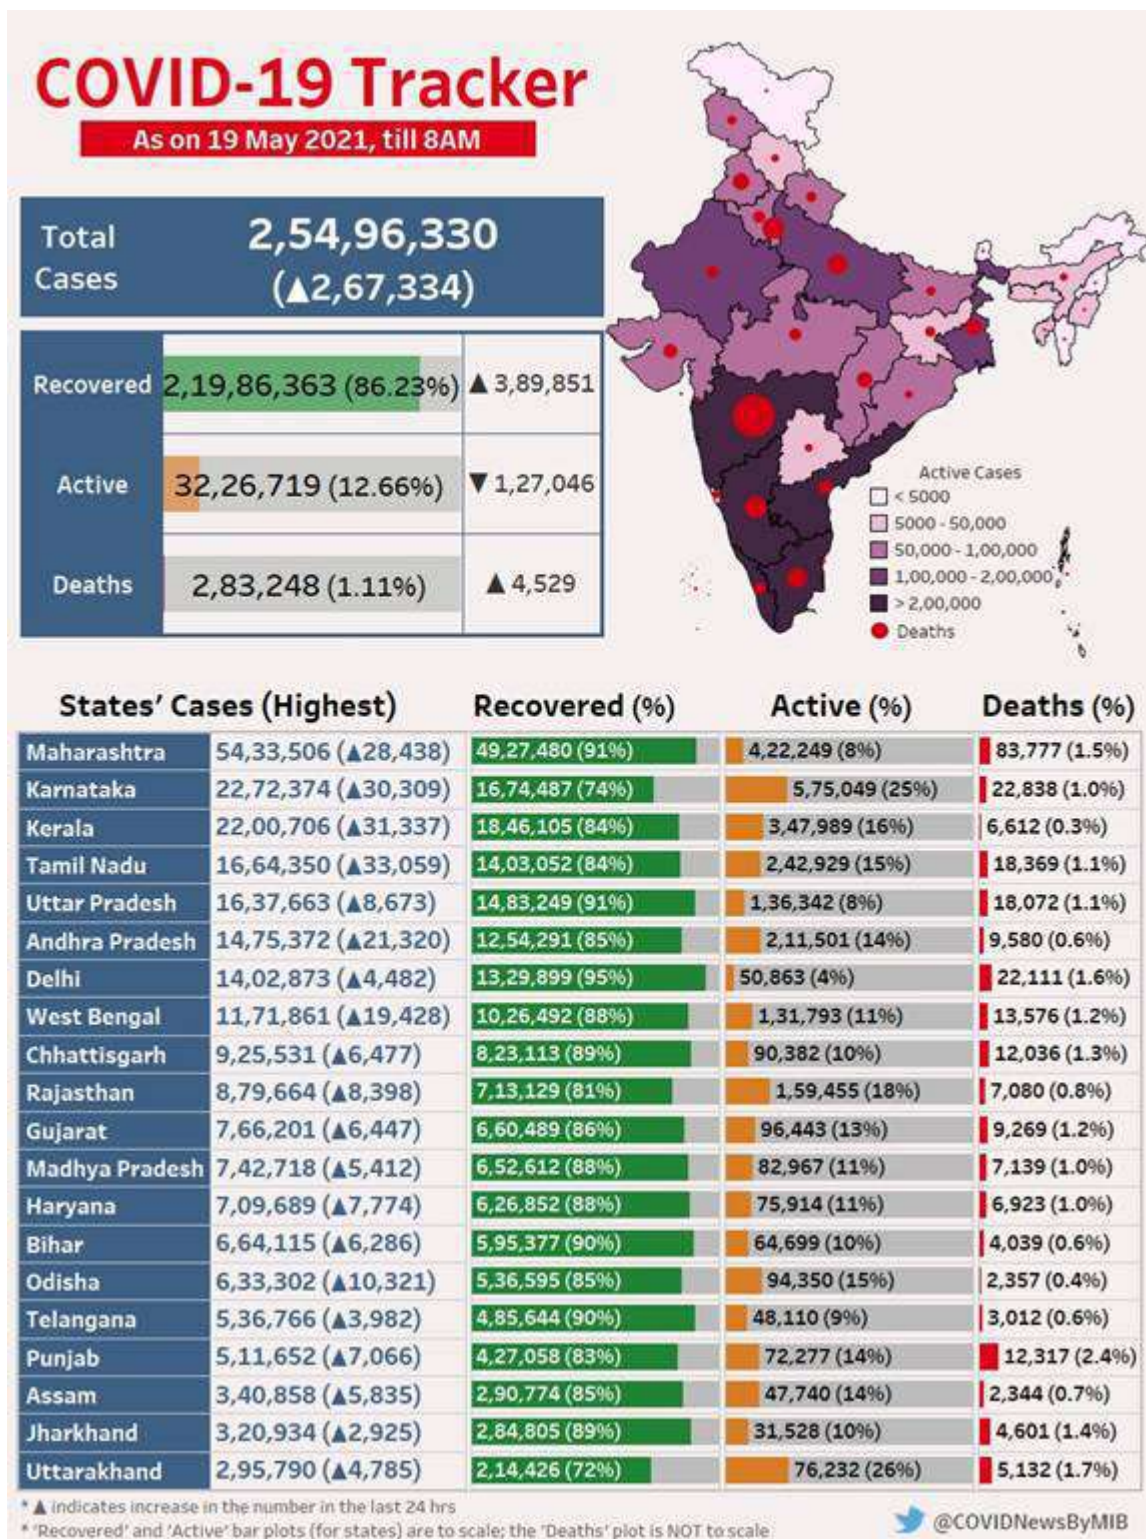 COVID-19 Tracker
As on 19 May 2021, till 8AM
Total Cases
2,54,96,330
(▲2,67,334)
Recovered 2,19,86,363 (86.23%) ▲ 3,89,851
Active 32,26,719 (12.66%) ▼ 1,27,046
Deaths 2,83,248 (1.11%) ▲ 4,529
Active Cases
< 5000
5000 - 50,000
50,000 - 1,00,000
1,00,000 - 2,00,000
> 2,00,000
Deaths
States' Cases (Highest) Recovered (%) Active (%) Deaths (%)
Maharashtra 54,33,506 (▲28,438) 49,27,480 (91%) 4,22,249 (8%) 83,777 (1.5%)
Karnataka 22,72,374 (▲30,309) 16,74,487 (74%) 5,75,049 (25%) 22,838 (1.0%)
Kerala 22,00,706 (▲31,337) 18,46,105 (84%) 3,47,989 (16%) 6,612 (0.3%)
Tamil Nadu 16,64,350 (▲33,059) 14,03,052 (84%) 2,42,929 (15%) 18,369 (1.1%)
Uttar Pradesh 16,37,663 (▲8,673) 14,83,249 (91%) 1,36,342 (8%) 18,072 (1.1%)
Andhra Pradesh 14,75,372 (▲21,320) 12,54,291 (85%) 2,11,501 (14%) 9,580 (0.6%)
Delhi 14,02,873 (▲4,482) 13,29,899 (95%) 50,863 (4%) 22,111 (1.6%)
West Bengal 11,71,861 (▲19,428) 10,26,492 (88%) 1,31,793 (11%) 13,576 (1.2%)
Chhattisgarh 9,25,531 (▲6,477) 8,23,113 (89%) 90,382 (10%) 12,036 (1.3%)
Rajasthan 8,79,664 (▲8,398) 7,13,129 (81%) 1,59,455 (18%) 7,080 (0.8%)
Gujarat 7,66,201 (▲6,447) 6,60,489 (86%) 96,443 (13%) 9,269 (1.2%)
Madhya Pradesh 7,42,718 (▲5,412) 6,52,612 (88%) 82,967 (11%) 7,139 (1.0%)
Haryana 7,09,689 (▲7,774) 6,26,852 (88%) 75,914 (11%) 6,923 (1.0%)
Bihar 6,64,115 (▲6,286) 5,95,377 (90%) 64,699 (10%) 4,039 (0.6%)
Odisha 6,33,302 (▲10,321) 5,36,595 (85%) 94,350 (15%) 2,357 (0.4%)
Telangana 5,36,766 (▲3,982) 4,85,644 (90%) 48,110 (9%) 3,012 (0.6%)
Punjab 5,11,652 (▲7,066) 4,27,058 (83%) 72,277 (14%) 12,317 (2.4%)
Assam 3,40,858 (▲5,835) 2,90,774 (85%) 47,740 (14%) 2,344 (0.7%)
Jharkhand 3,20,934 (▲2,925) 2,84,805 (89%) 31,528 (10%) 4,601 (1.4%)
Uttarakhand 2,95,790 (▲4,785) 2,14,426 (72%) 76,232 (26%) 5,132 (1.7%)
* ▲ indicates increase in the number in the last 24 hrs
* 'Recovered' and 'Active' bar plots (for states) are to scale; the 'Deaths' plot is NOT to scale
@COVIDNewsByMIB